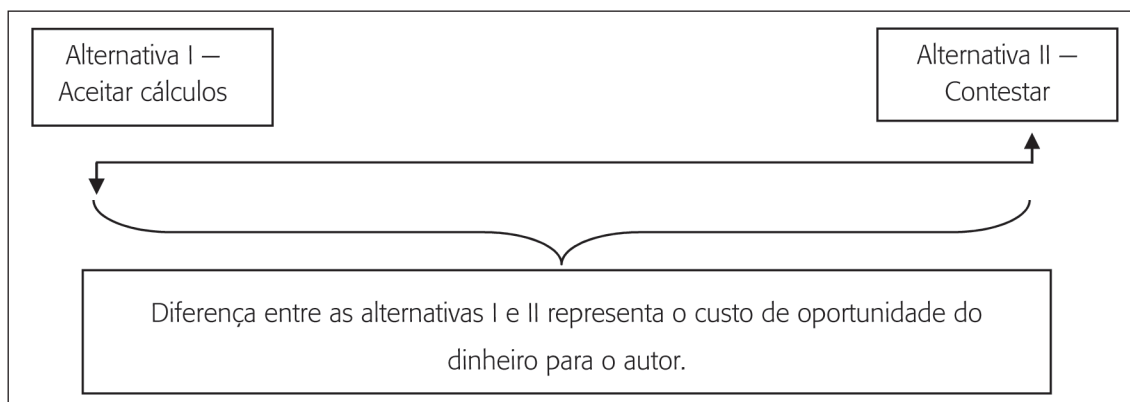 Alternativa I –
Aceitar cálculos
Alternativa II –
Contestar
Diferença entre as alternativas I e II representa o custo de oportunidade do
dinheiro para o autor.